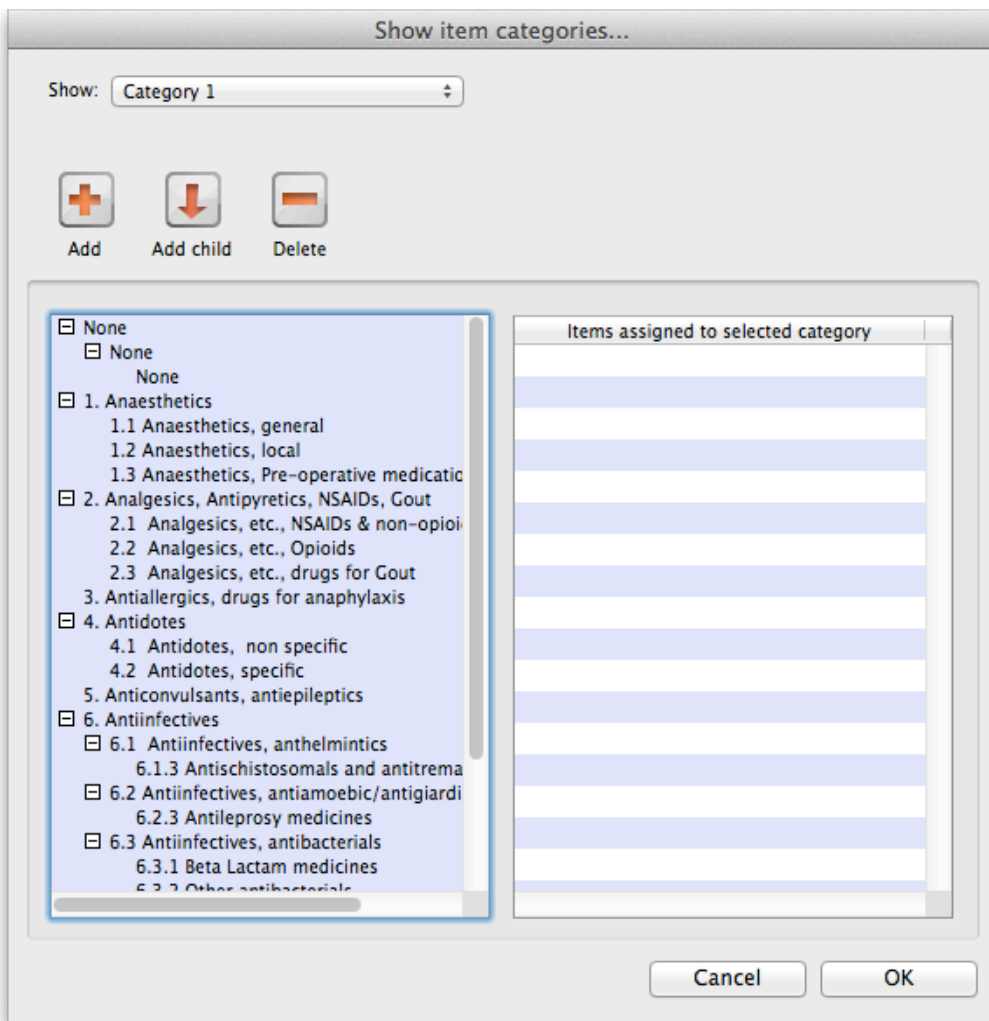 Show item categories...
Show: Category 1
Add Add child Delete
None
None
None
1. Anaesthetics
1.1 Anaesthetics, general
1.2 Anaesthetics, local
1.3 Anaesthetics, Pre-operative medicatio
2. Analgesics, Antipyretics, NSAIDs, Gout
2.1 Analgesics, etc., NSAIDs & non-opioi
2.2 Analgesics, etc., Opioids
2.3 Analgesics, etc., drugs for Gout
3. Antiallergics, drugs for anaphylaxis
4. Antidotes
4.1 Antidotes, non specific
4.2 Antidotes, specific
5. Anticonvulsants, antiepileptics
6. Antiinfectives
6.1 Antiinfectives, anthelmintics
6.1.3 Antischistosomals and antitrema
6.2 Antiinfectives, antiamoebic/antigiardi
6.2.3 Antileprosy medicines
6.3 Antiinfectives, antibacterials
6.3.1 Beta Lactam medicines
6.3.2 Other antibacterials
Items assigned to selected category
Cancel OK